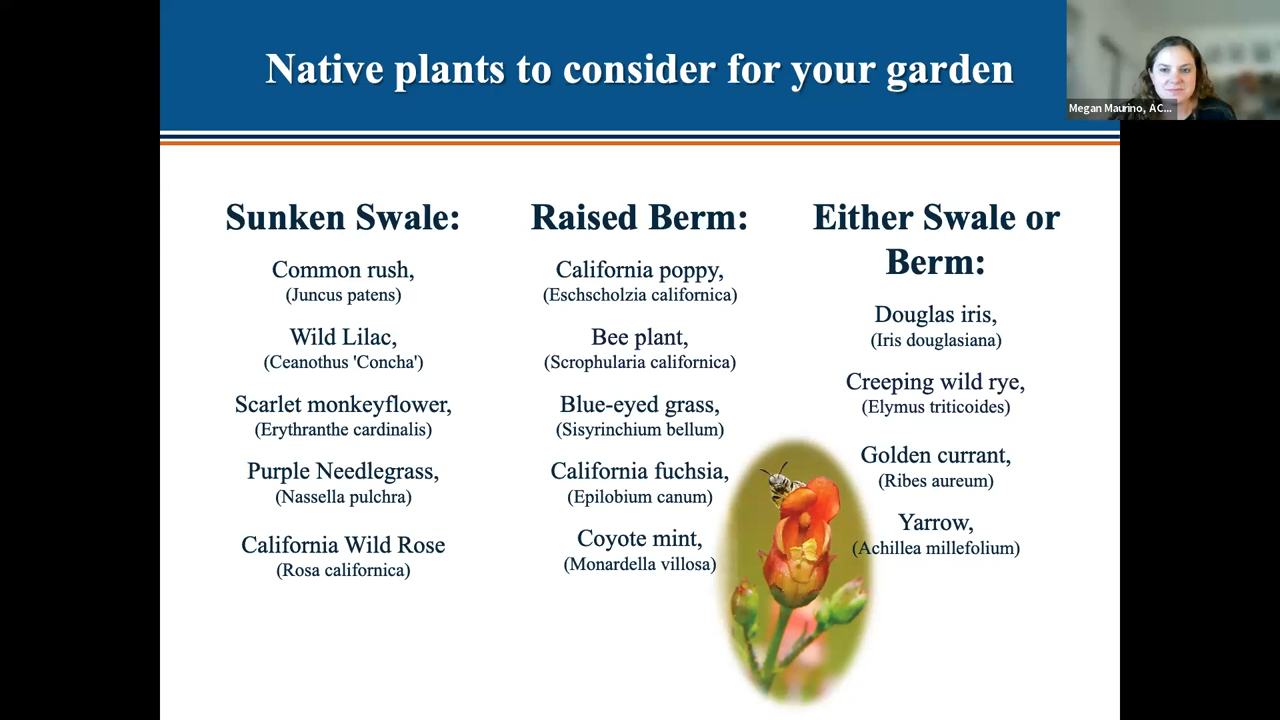 Native plants to consider for your garden
Megan Maurino, AC...
Sunken Swale:
Common rush,
(Juncus patens)
Wild Lilac,
(Ceanothus 'Concha')
Scarlet monkeyflower,
(Erythranthe cardinalis)
Purple Needlegrass,
(Nassella pulchra)
California Wild Rose
(Rosa californica)
Raised Berm:
California poppy,
(Eschscholzia californica)
Bee plant,
(Scrophularia californica)
Blue-eyed grass,
(Sisyrinchium bellum)
California fuchsia,
(Epilobium canum)
Coyote mint,
(Monardella villosa)
Either Swale or
Berm:
Douglas iris,
(Iris douglasiana)
Creeping wild rye,
(Elymus triticoides)
Golden currant,
(Ribes aureum)
Yarrow,
(Achillea millefolium)